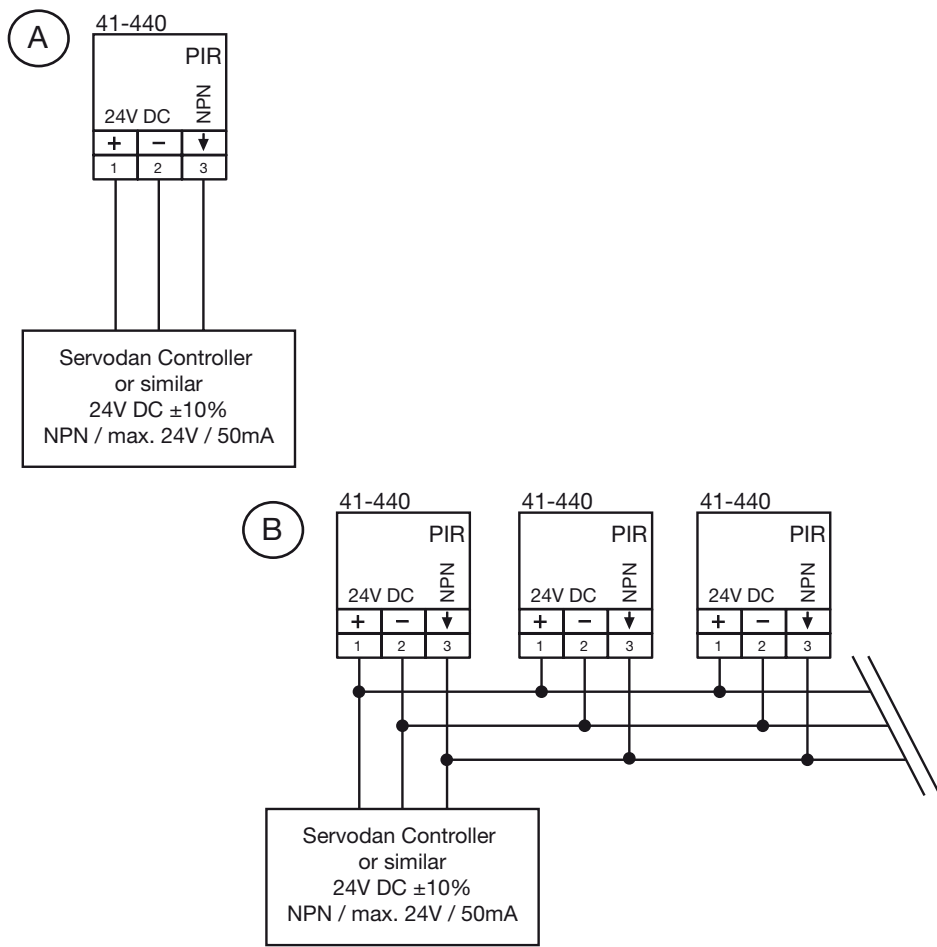 A
41-440
PIR
NPN
24V DC
+ −
1 2 3
Servodan Controller
or similar
24V DC ±10%
NPN / max. 24V / 50mA
B
41-440 41-440 41-440
PIR PIR PIR
NPN NPN NPN
24V DC 24V DC 24V DC
+ − + − + −
1 2 3 1 2 3 1 2 3
Servodan Controller
or similar
24V DC ±10%
NPN / max. 24V / 50mA